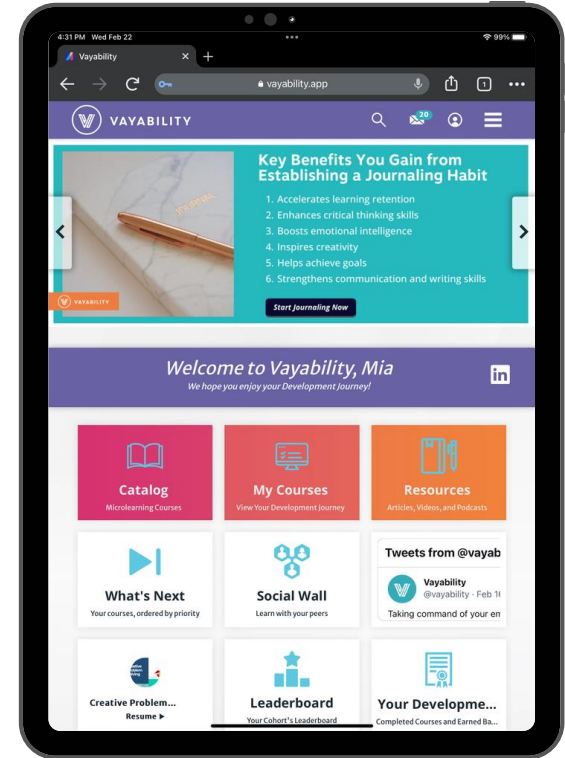 4:31 PM Wed Feb 22
99%
Vayability
vayability.app
1
VAYABILITY
20
Key Benefits You Gain from
Establishing a Journaling Habit
1. Accelerates learning retention
2. Enhances critical thinking skills
3. Boosts emotional intelligence
4. Inspires creativity
5. Helps achieve goals
6. Strengthens communication and writing skills
Start Journaling Now
VAYABILITY
Welcome to Vayability, Mia
We hope you enjoy your Development Journey!
in
Catalog
Microlearning Courses
My Courses
View Your Development Journey
Resources
Articles, Videos, and Podcasts
What's Next
Your courses, ordered by priority
Social Wall
Learn with your peers
Tweets from @vayab
Vayability
@vayability · Feb 16
Taking command of your em
Creative Problem...
Resume
Leaderboard
Your Cohort's Leaderboard
Your Developme...
Completed Courses and Earned Ba...